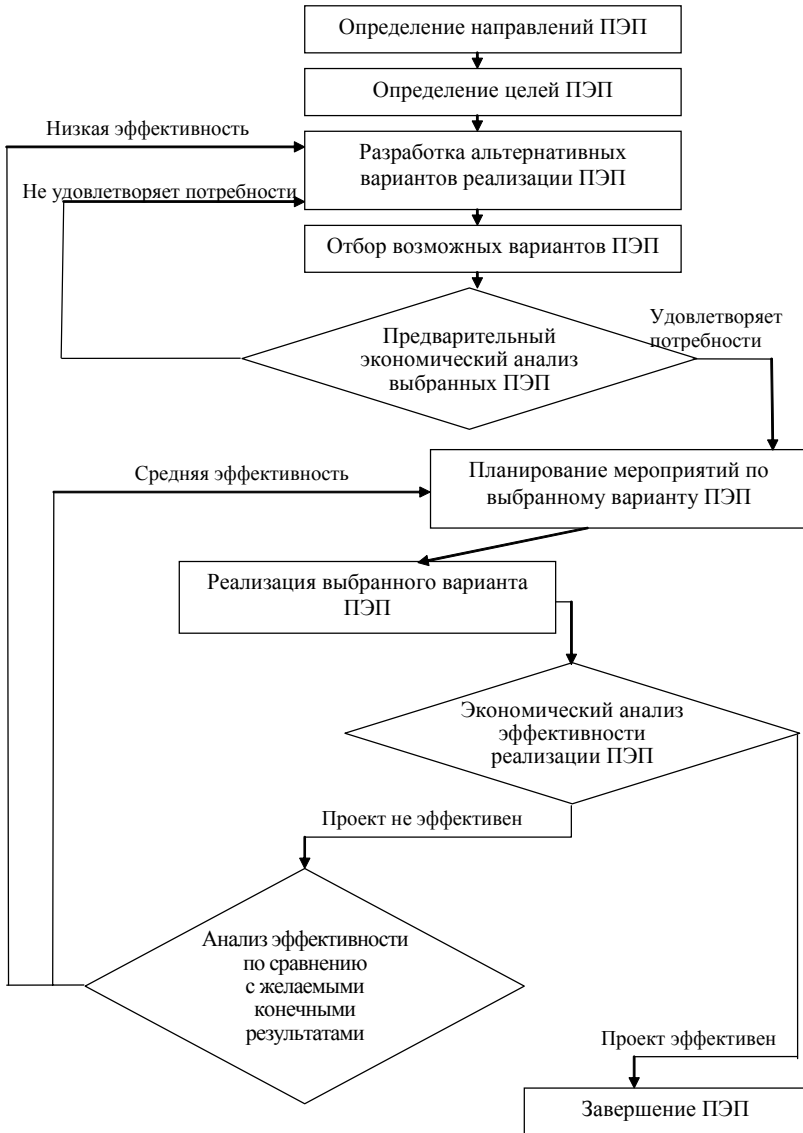 Определение направлений ПЭП
Определение целей ПЭП
Низкая эффективность
Разработка альтернативных
вариантов реализации ПЭП
Не удовлетворяет потребности
Отбор возможных вариантов ПЭП
Удовлетворяет
потребности
Предварительный
экономический анализ
выбранных ПЭП
Средняя эффективность
Планирование мероприятий по
выбранному варианту ПЭП
Реализация выбранного варианта
ПЭП
Экономический анализ
эффективности
реализации ПЭП
Проект не эффективен
Анализ эффективности
по сравнению
с желаемыми
конечными
результатами
Проект эффективен
Завершение ПЭП